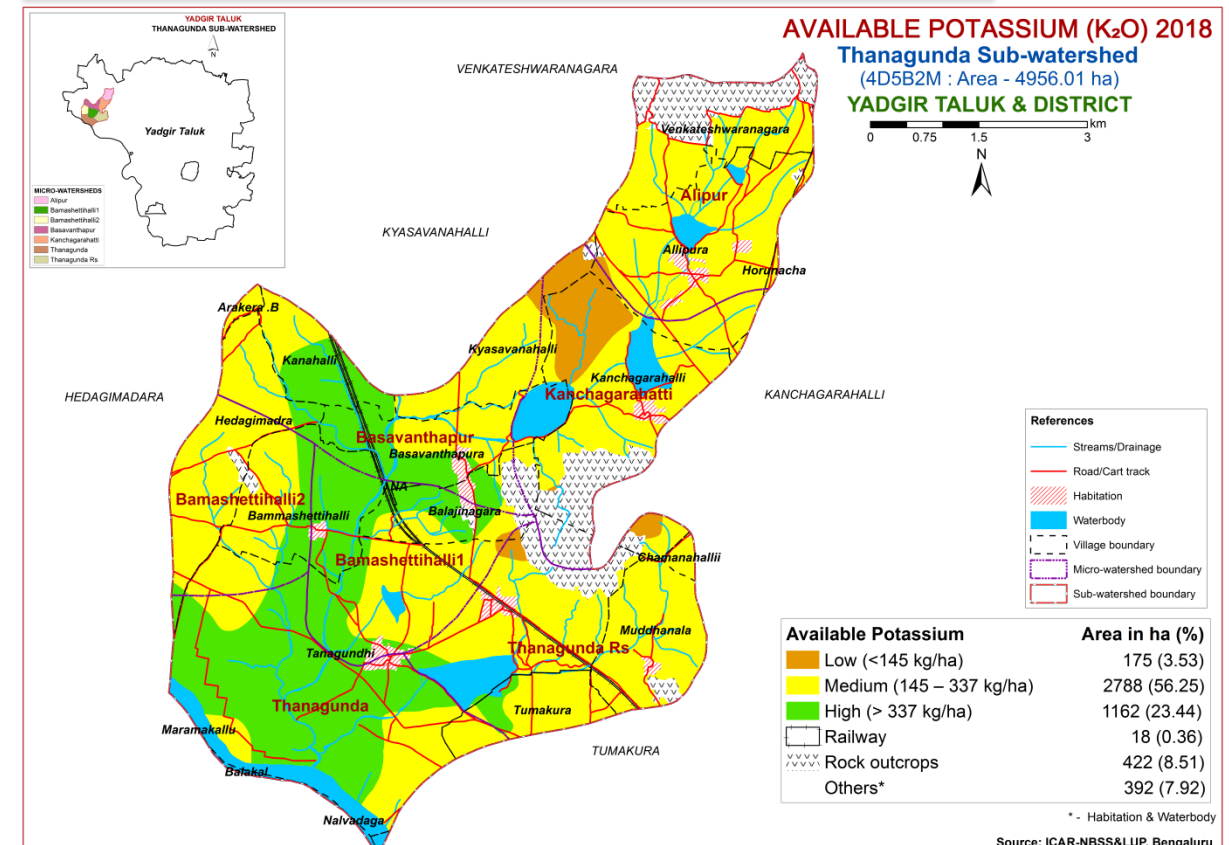 YADGIR TALUK
THANAGUNDA SUB-WATERSHED
N
Yadgir Taluk
MICRO-WATERSHEDS
Alipur
Bamashettihalli1
Bamashettihalli2
Basavanthapur
Kanchagarahatti
Thanagunda
Thanagunda Rs
AVAILABLE POTASSIUM (K₂O) 2018
Thanagunda Sub-watershed
(4D5B2M : Area - 4956.01 ha)
YADGIR TALUK & DISTRICT
km
0 0.75 1.5 3
N
VENKATESHWARANAGARA
Venkateshwaranagara
Alipur
KYASAVANAHALLI
Allipura
Horunacha
Arakera .B
Kyasavanahalli
Kanahalli
Kanchagarahalli
Kanchagarahatti
KANCHAGARAHALLI
HEDAGIMADARA
Hedagimadra
Basavanthapur
Basavanthapura
NA
Bamashettihalli2
Bammashettihalli
Balajinagara
Bamashettihalli1
Chamanahallii
Muddhanala
Tanagundhi
Thanagunda Rs
Thanagunda
Tumakura
Maramakallu
TUMAKURA
Balakal
Nalvadaga
References
Streams/Drainage
Road/Cart track
Habitation
Waterbody
Village boundary
Micro-watershed boundary
Sub-watershed boundary
Available Potassium Area in ha (%)
Low (<145 kg/ha) 175 (3.53)
Medium (145 – 337 kg/ha) 2788 (56.25)
High (> 337 kg/ha) 1162 (23.44)
Railway 18 (0.36)
Rock outcrops 422 (8.51)
Others* 392 (7.92)
* - Habitation & Waterbody
Source: ICAR-NBSS&LUP, Bengaluru